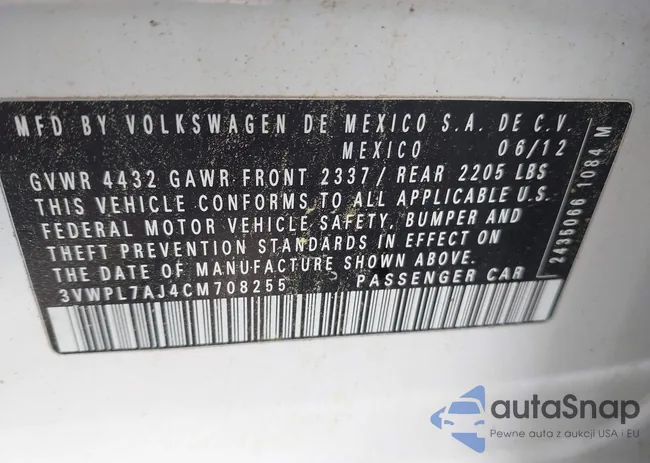 MFD BY VOLKSWAGEN DE MEXICO S.A. DE C.V.
MEXICO 06/12
GVWR 4432 GAWR FRONT 2337/ REAR 2205 LBS
THIS VEHICLE CONFORMS TO ALL APPLICABLE U.S.
FEDERAL MOTOR VEHICLE SAFETY, BUMPER AND
THEFT PREVENTION STANDARDS IN EFFECT ON
THE DATE OF MANUFACTURE SHOWN ABOVE.
3VWPL7AJ4CM708255 PASSENGER CAR
2435066 1084 M
autoSnap
Pewne auta z aukcji USA i EU